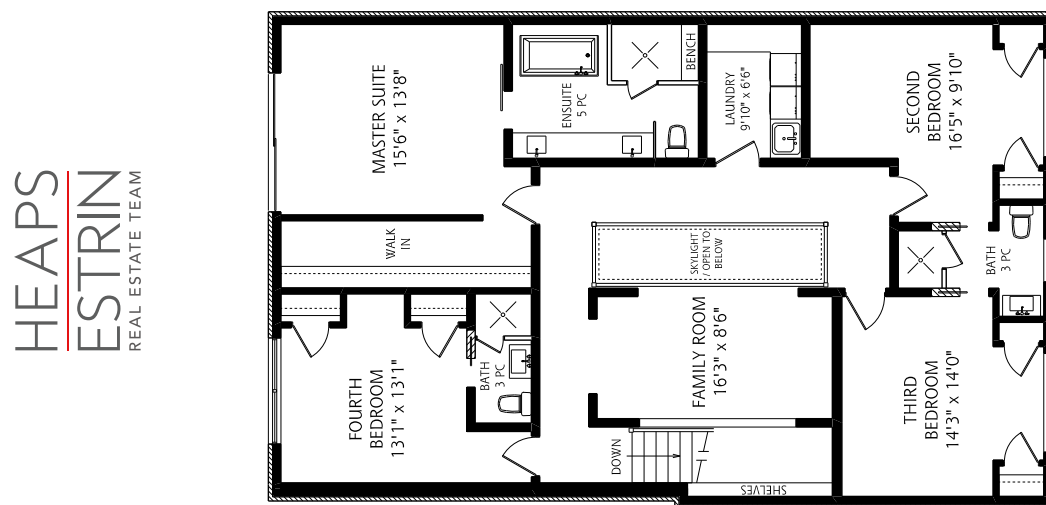 HEAPS
ESTRIN
REAL ESTATE TEAM
MASTER SUITE
15'6" x 13'8"
ENSUITE
5 PC
BENCH
LAUNDRY
9'10" x 6'6"
SECOND
BEDROOM
16'5" x 9'10"
WALK
IN
SKYLIGHT
/ OPEN TO
BELOW
BATH
3 PC
FOURTH
BEDROOM
13'1" x 13'1"
BATH
3 PC
FAMILY ROOM
16'3" x 8'6"
THIRD
BEDROOM
14'3" x 14'0"
DOWN
SHELVES